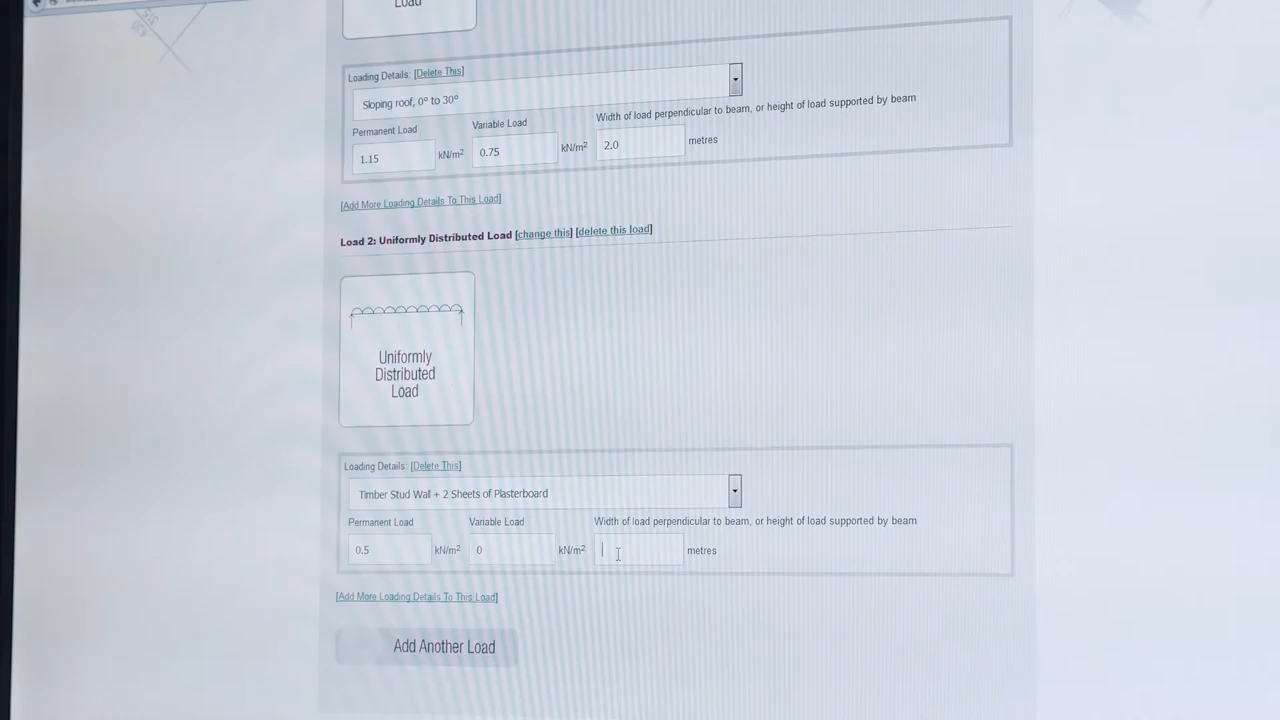 Load
Loading Details: [Delete This]
Sloping roof, 0º to 30º
Permanent Load
Variable Load
Width of load perpendicular to beam, or height of load supported by beam
1.15
kN/m²
0.75
kN/m²
2.0
metres
[Add More Loading Details To This Load]
Load 2: Uniformly Distributed Load [change this] [delete this load]
Uniformly
Distributed
Load
Loading Details: [Delete This]
Timber Stud Wall + 2 Sheets of Plasterboard
Permanent Load
Variable Load
Width of load perpendicular to beam, or height of load supported by beam
0.5
kN/m²
0
kN/m²
metres
[Add More Loading Details To This Load]
Add Another Load